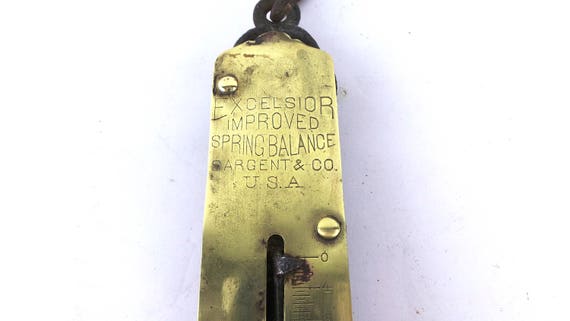 EXCELSIOR
IMPROVED
SPRING BALANCE
SARGENT & CO.
U.S.A
0